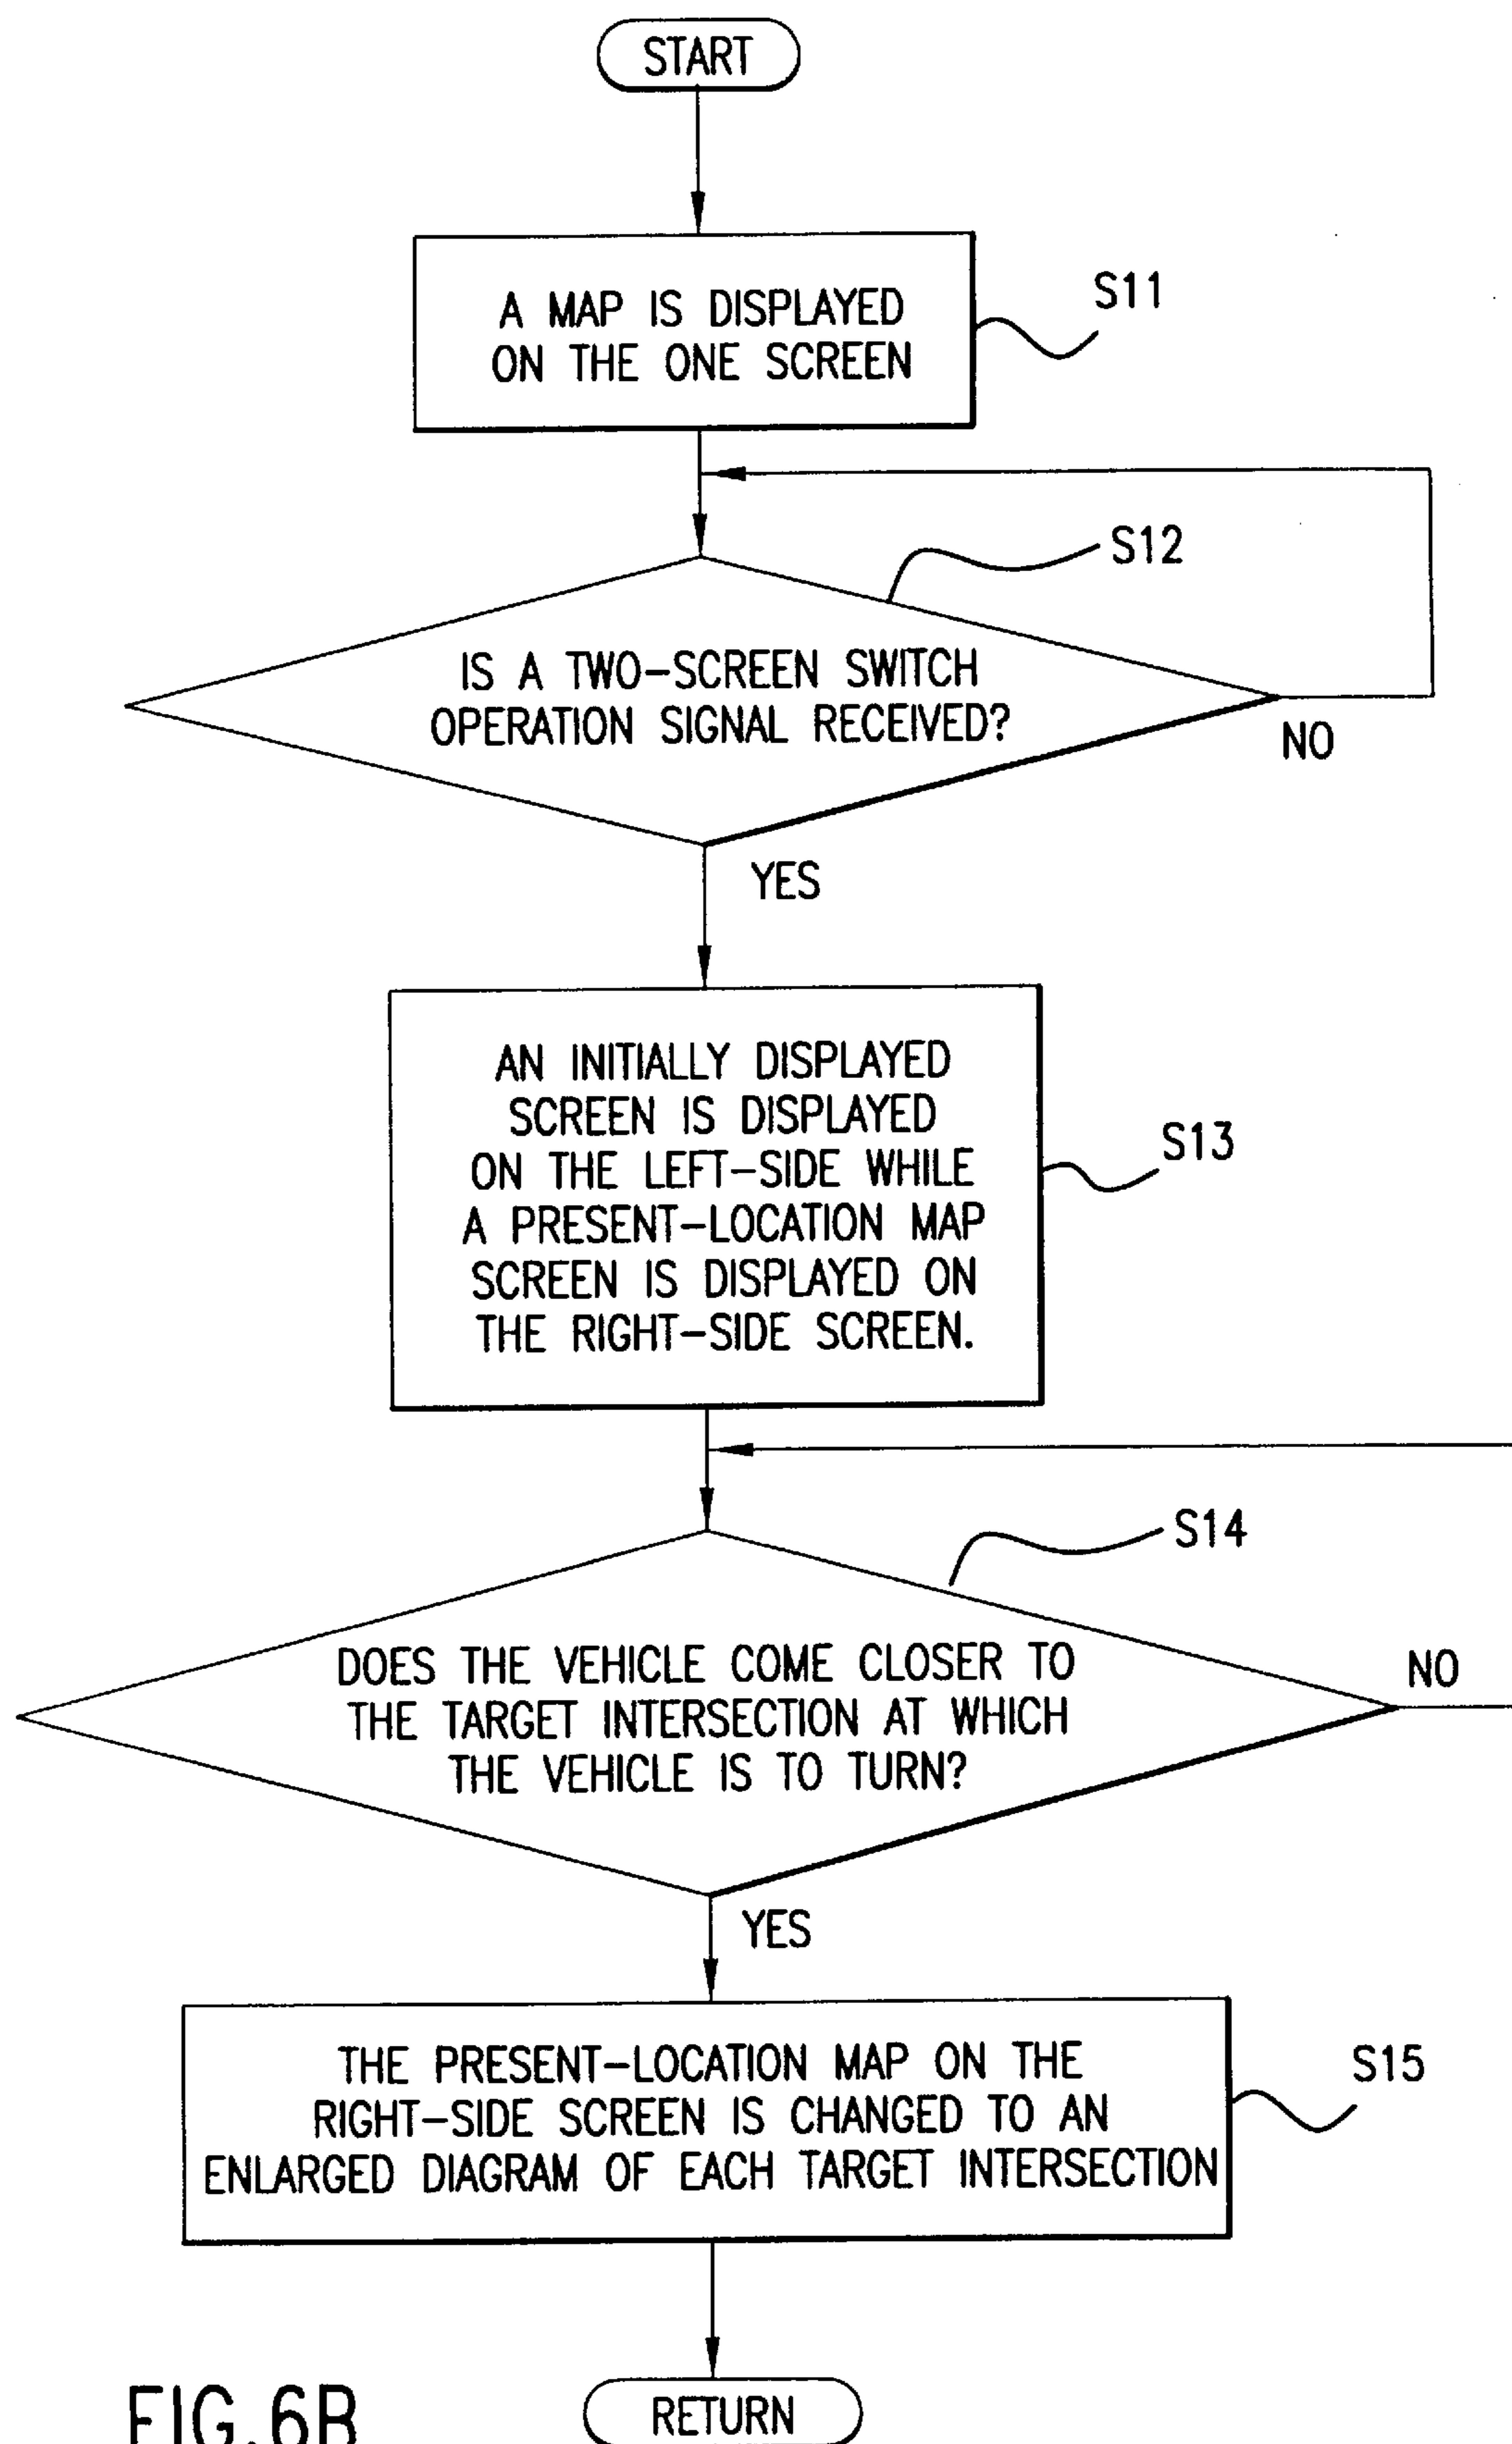 START
A MAP IS DISPLAYED
ON THE ONE SCREEN
S11
S12
IS A TWO-SCREEN SWITCH
OPERATION SIGNAL RECEIVED?
NO
YES
AN INITIALLY DISPLAYED
SCREEN IS DISPLAYED
ON THE LEFT-SIDE WHILE
A PRESENT-LOCATION MAP
SCREEN IS DISPLAYED ON
THE RIGHT-SIDE SCREEN.
S13
S14
DOES THE VEHICLE COME CLOSER TO
THE TARGET INTERSECTION AT WHICH
THE VEHICLE IS TO TURN?
NO
YES
THE PRESENT-LOCATION MAP ON THE
RIGHT-SIDE SCREEN IS CHANGED TO AN
ENLARGED DIAGRAM OF EACH TARGET INTERSECTION
S15
RETURN
FIG.6B